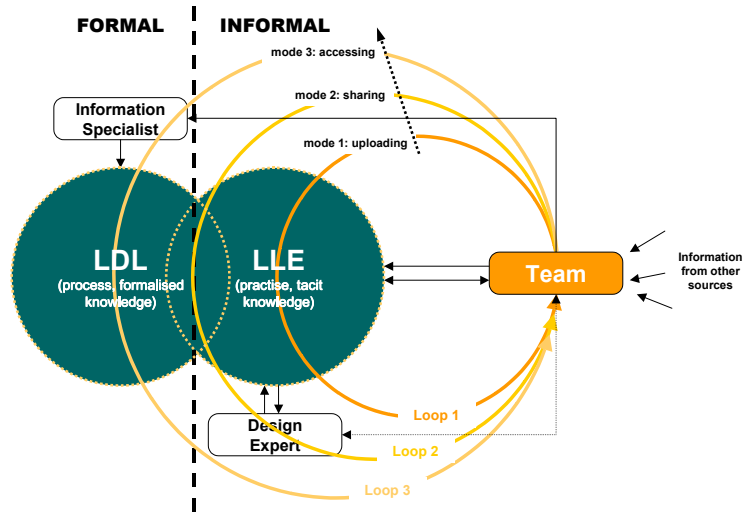 FORMAL
INFORMAL
mode 3: accessing
mode 2: sharing
mode 1: uploading
Information
Specialist
LDL
(process, formalised
knowledge)
LLE
(practise, tacit
knowledge)
Team
Information
from other
sources
Loop 1
Design
Expert
Loop 2
Loop 3